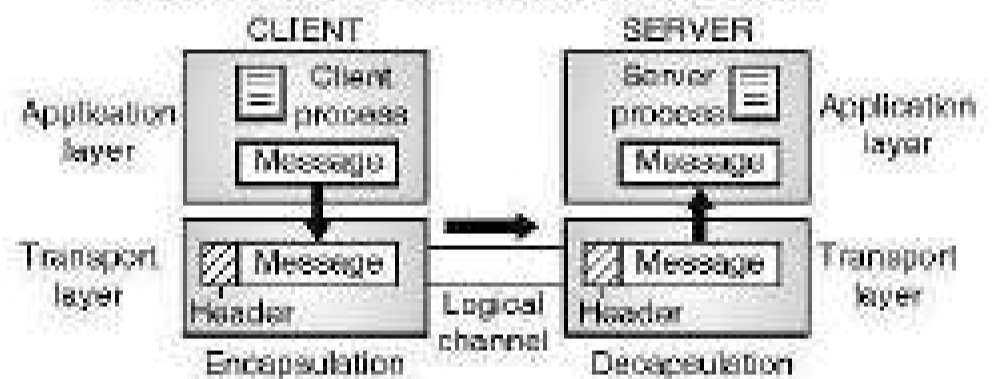 CLIENT
SERVER
Application
layer
Client
process
Message
Server
process
Message
Application
layer
Transport
layer
Message
Header
Logical
channel
Message
Header
Transport
layer
Encapsulation
Decapsulation